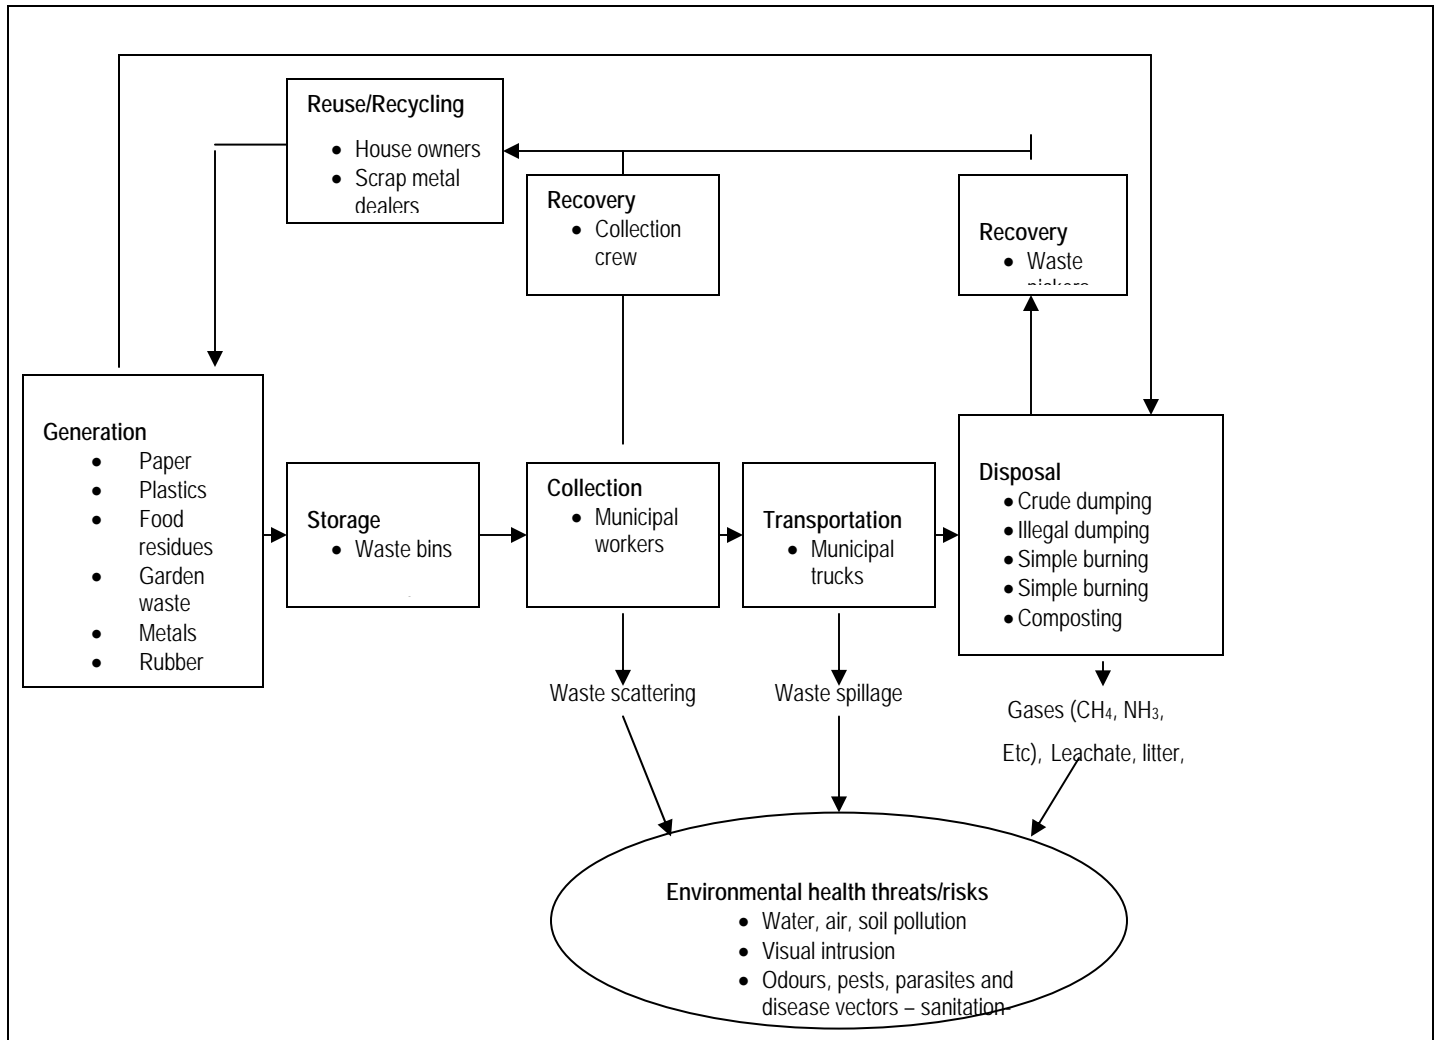 Reuse/Recycling
• House owners
• Scrap metal
dealers
Recovery
• Collection
crew
Recovery
• Waste
Generation
• Paper
• Plastics
• Food
residues
• Garden
waste
• Metals
• Rubber
Storage
• Waste bins
Collection
• Municipal
workers
Transportation
• Municipal
trucks
Disposal
• Crude dumping
• Illegal dumping
• Simple burning
• Simple burning
• Composting
Waste scattering
Waste spillage
Gases (CH₄, NH₃,
Etc), Leachate, litter,
Environmental health threats/risks
• Water, air, soil pollution
• Visual intrusion
• Odours, pests, parasites and
disease vectors – sanitation-